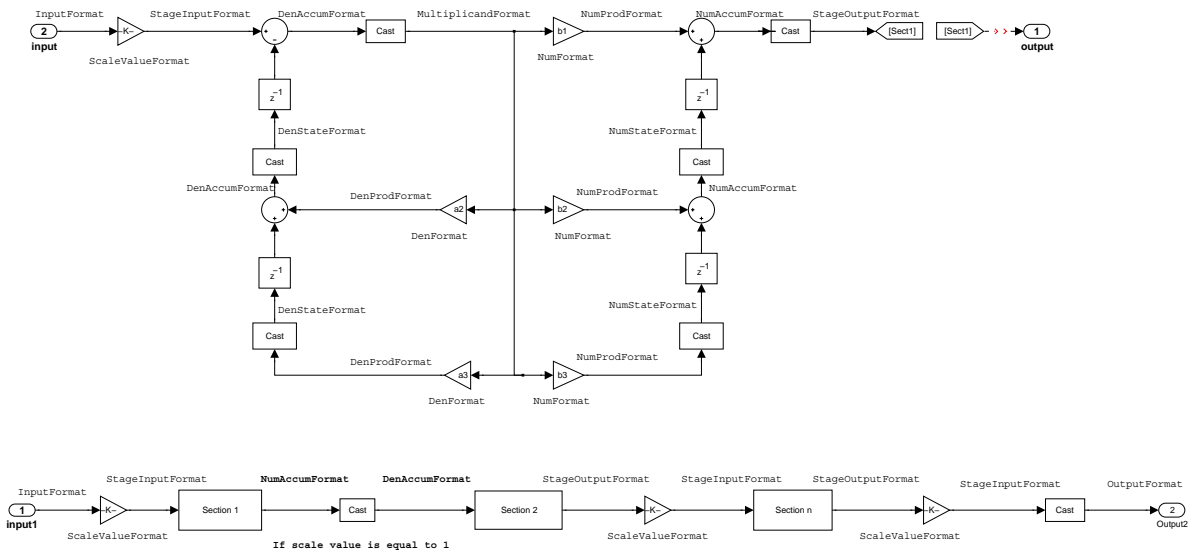 InputFormat StageInputFormat DenAccumFormat MultiplicandFormat NumProdFormat NumAccumFormat StageOutputFormat
2 -K- + - Cast b1 + + Cast [Sect1] [Sect1] 1
input output
ScaleValueFormat NumFormat
z-1 z-1
DenStateFormat NumStateFormat
Cast Cast
DenAccumFormat DenProdFormat NumProdFormat NumAccumFormat
+ + a2 b2 + +
DenFormat NumFormat
z-1 z-1
DenStateFormat NumStateFormat
Cast Cast
DenProdFormat NumProdFormat
a3 b3
DenFormat NumFormat
StageInputFormat NumAccumFormat DenAccumFormat StageOutputFormat StageInputFormat StageOutputFormat StageInputFormat OutputFormat
InputFormat
1 -K- Section 1 Cast Section 2 -K- Section n -K- Cast 2
input1 Output2
ScaleValueFormat ScaleValueFormat ScaleValueFormat
If scale value is equal to 1